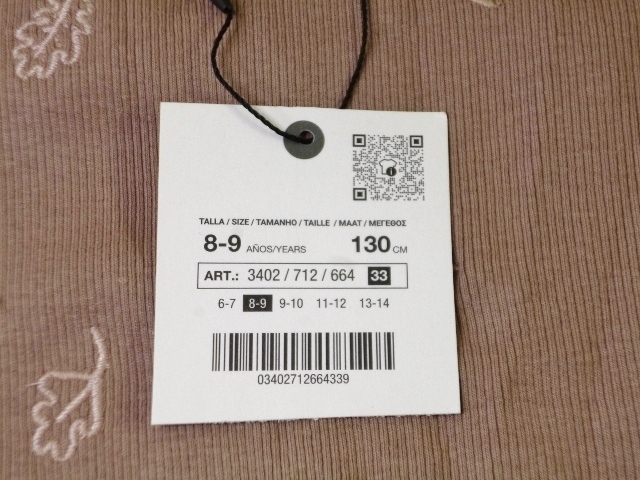 TALLA / SIZE / TAMANHO / TAILLE / MAAT / ΜΕΓΕΘΟΣ
8-9 AÑOS/YEARS 130 CM
ART.: 3402 / 712 / 664 33
6-7 8-9 9-10 11-12 13-14
03402712664339